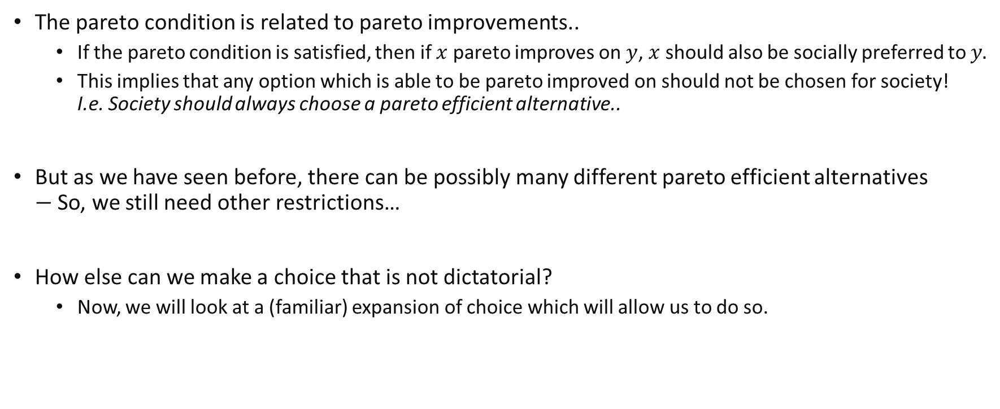 • The pareto condition is related to pareto improvements..
• If the pareto condition is satisfied, then if x pareto improves on y, x should also be socially preferred to y.
• This implies that any option which is able to be pareto improved on should not be chosen for society!
I.e. Society should always choose a pareto efficient alternative..
• But as we have seen before, there can be possibly many different pareto efficient alternatives
— So, we still need other restrictions...
• How else can we make a choice that is not dictatorial?
• Now, we will look at a (familiar) expansion of choice which will allow us to do so.